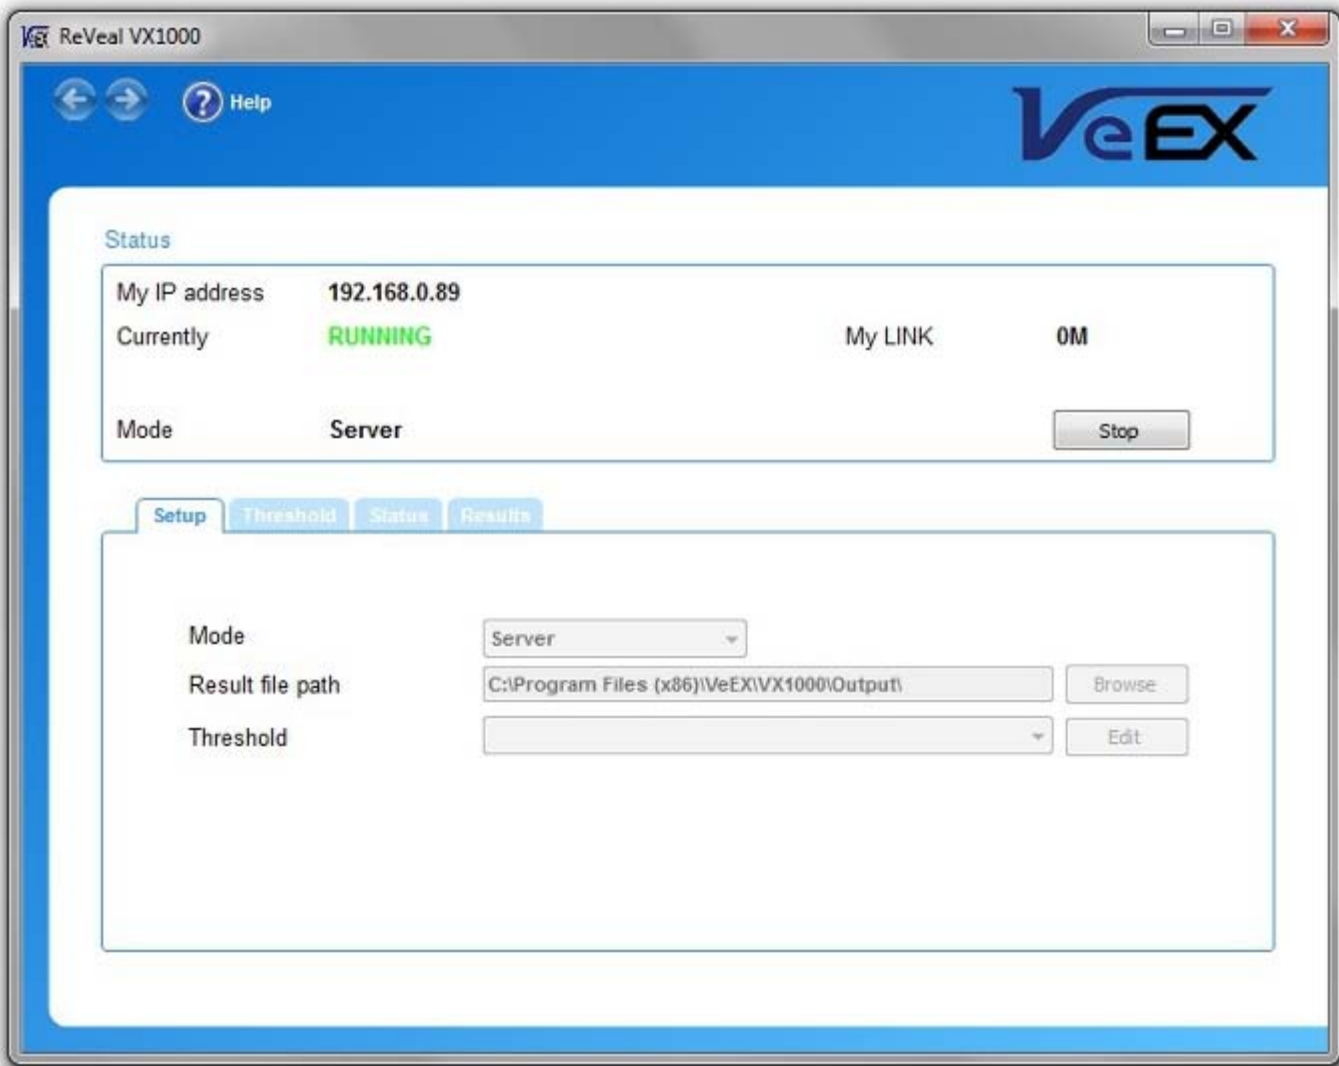 VeEX ReVeal VX1000
? Help
VeEX
Status
My IP address 192.168.0.89
Currently RUNNING My LINK 0M
Mode Server Stop
Setup Threshold Status Results
Mode Server
Result file path C:\Program Files (x86)\VeEX\VX1000\Output\ Browse
Threshold Edit